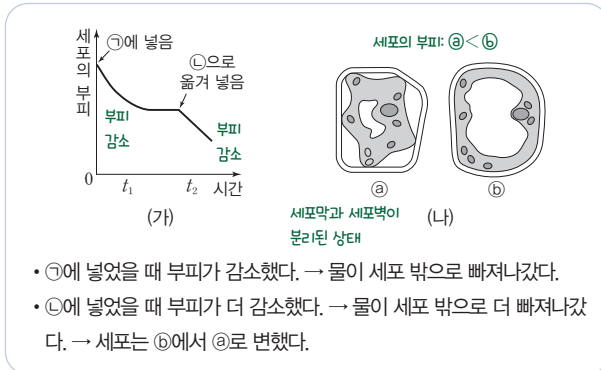 세포의 부피
㉠에 넣음
㉡으로
옮겨 넣음
부피
감소
부피
감소
0
t₁
t₂
시간
(가)
세포의 부피: ⓐ<ⓑ
ⓐ
ⓑ
세포막과 세포벽이
분리된 상태
(나)
• ㉠에 넣었을 때 부피가 감소했다. → 물이 세포 밖으로 빠져나갔다.
• ㉡에 넣었을 때 부피가 더 감소했다. → 물이 세포 밖으로 더 빠져나갔
다. → 세포는 ⓑ에서 ⓐ로 변했다.